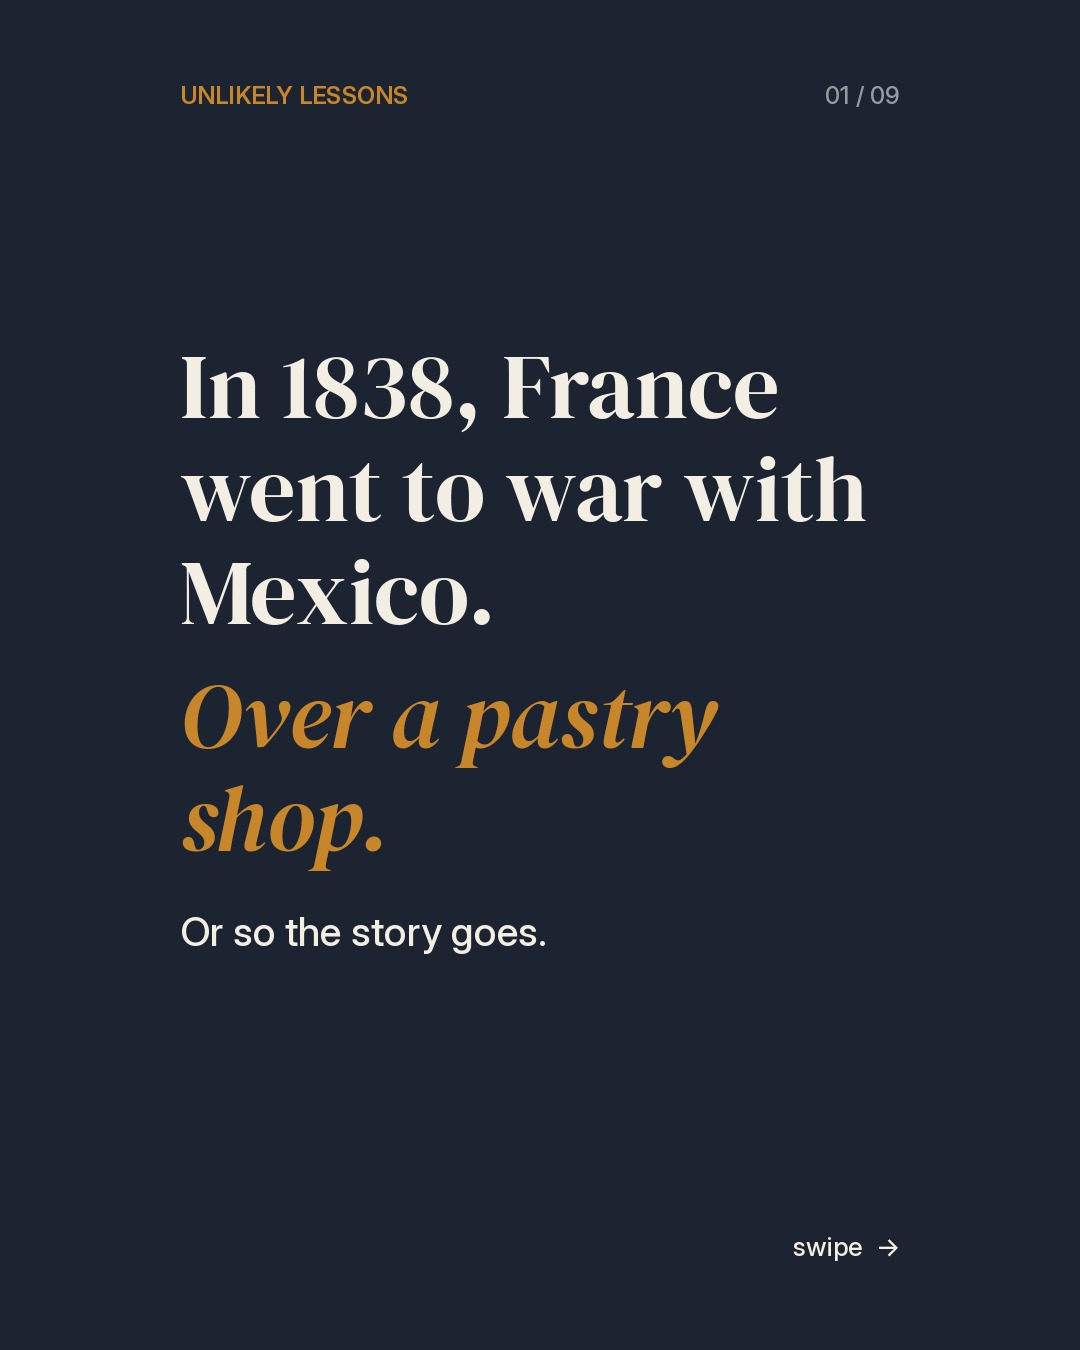 UNLIKELY LESSONS
01 / 09
In 1838, France
went to war with
Mexico.
Over a pastry
shop.
Or so the story goes.
swipe →